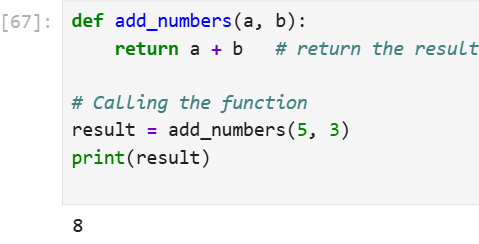 [67]: def add_numbers(a, b):
    return a + b   # return the result

# Calling the function
result = add_numbers(5, 3)
print(result)

8